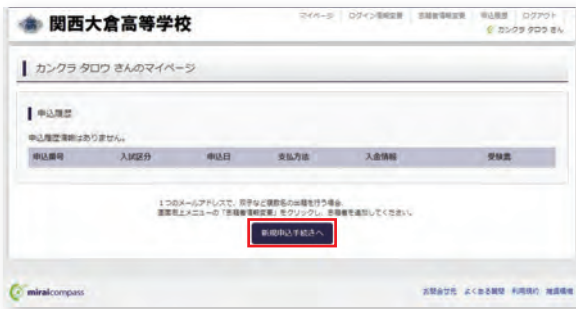 関西大倉高等学校
マイページ ログイン情報変更 志願者情報変更 申込履歴 ログアウト
カンクラ タロウ さん
カンクラ タロウ さんのマイページ
申込履歴
申込履歴情報はありません。
申込番号 入試区分 申込日 支払方法 入金情報 受験票
1つのメールアドレスで、双子など複数名の出願を行う場合、
画面右上メニューの「志願者情報変更」をクリックし、志願者を追加してください。
新規申込手続きへ
miraicompass
お問合せ先 よくある質問 利用規約 推奨環境